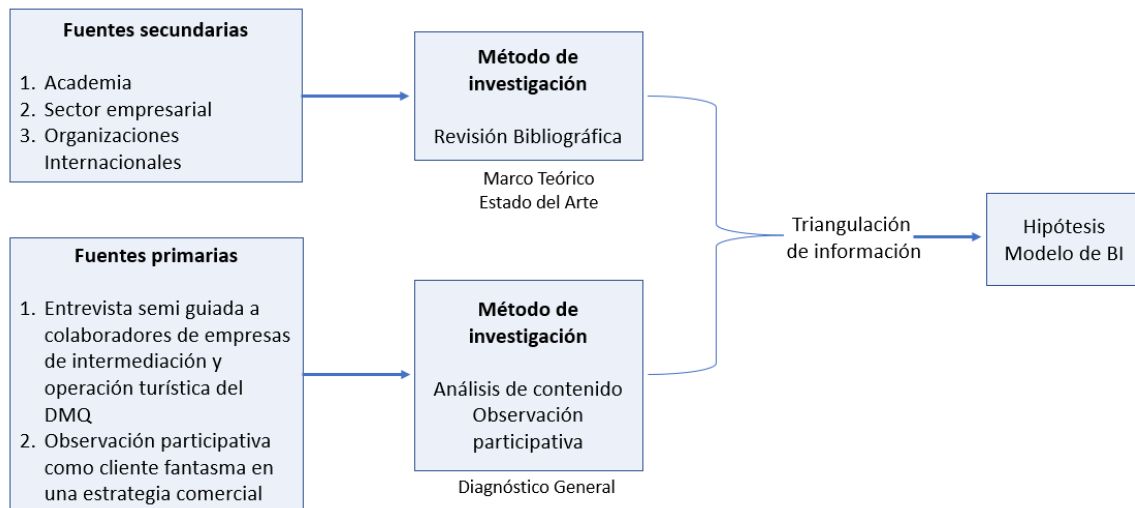 Fuentes secundarias
1. Academia
2. Sector empresarial
3. Organizaciones
Internacionales
Método de
investigación
Revisión Bibliográfica
Marco Teórico
Estado del Arte
Fuentes primarias
1. Entrevista semi guiada a
colaboradores de empresas
de intermediación y
operación turística del
DMQ
2. Observación participativa
como cliente fantasma en
una estrategia comercial
Método de
investigación
Análisis de contenido
Observación
participativa
Diagnóstico General
Triangulación
de información
Hipótesis
Modelo de BI